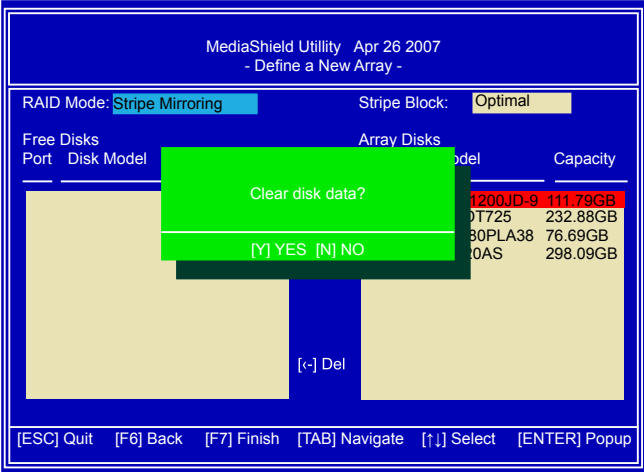 MediaShield Utillity Apr 26 2007
- Define a New Array -
RAID Mode: Stripe Mirroring Stripe Block: Optimal
Free Disks Array Disks
Port Disk Model Capacity
Clear disk data?
[Y] YES [N] NO
1200JD-9 111.79GB
DT725 232.88GB
80PLA38 76.69GB
20AS 298.09GB
[‹-] Del
[ESC] Quit [F6] Back [F7] Finish [TAB] Navigate [↑↓] Select [ENTER] Popup